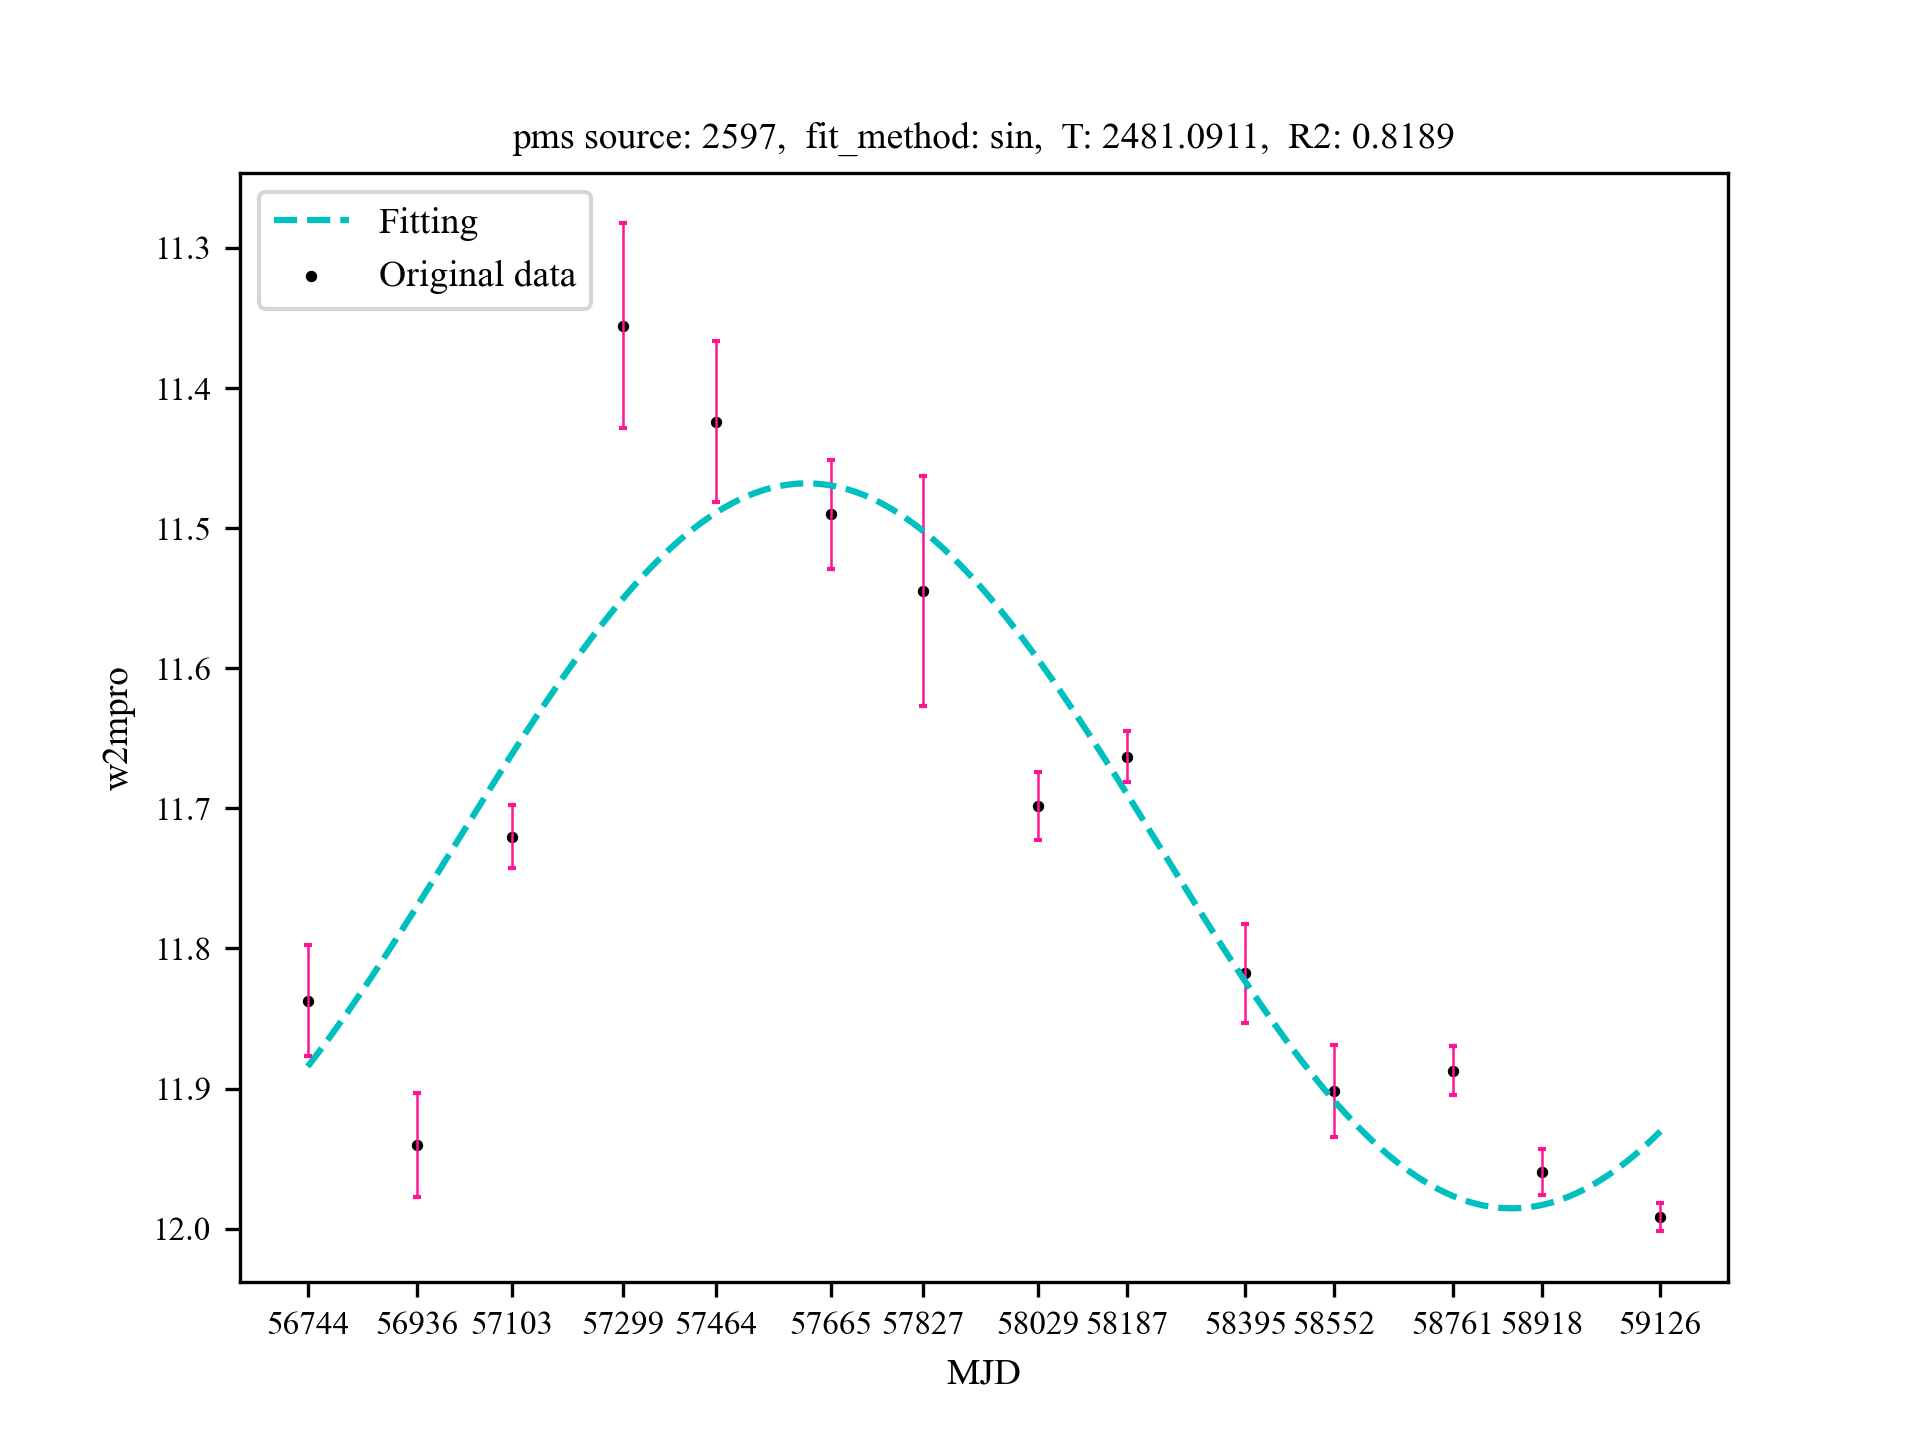 pms source: 2597,  fit_method: sin,  T: 2481.0911,  R2: 0.8189
Fitting
Original data
11.3
11.4
11.5
11.6
11.7
11.8
11.9
12.0
w2mpro
56744 56936 57103 57299 57464 57665 57827 58029 58187 58395 58552 58761 58918 59126
MJD